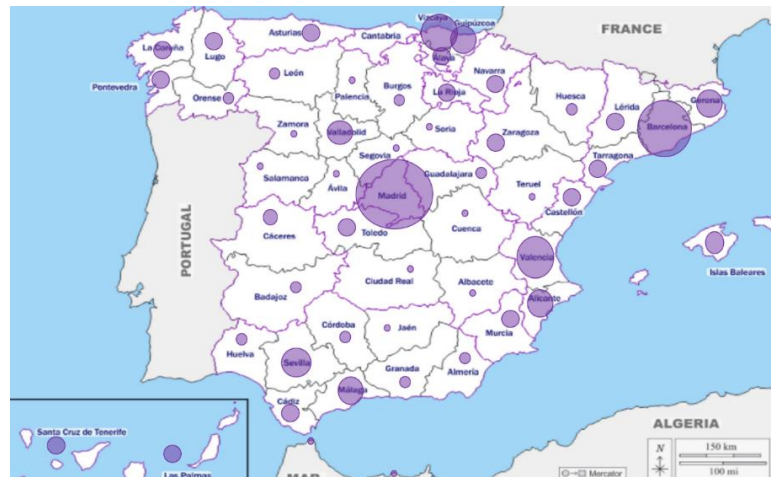 Vizcaya
Guipúzcoa
FRANCE
Asturias
Cantabria
La Coruña
Lugo
Alava
Navarra
Pontevedra
León
Palencia
Burgos
La Rioja
Huesca
Lérida
Gerona
Orense
Zamora
Valladolid
Soria
Zaragoza
Barcelona
Segovia
Tarragona
Salamanca
Ávila
Guadalajara
Teruel
Madrid
Castellón
PORTUGAL
Cáceres
Toledo
Cuenca
Valencia
Islas Baleares
Ciudad Real
Albacete
Badajoz
Alicante
Córdoba
Jaén
Murcia
Huelva
Sevilla
Granada
Almería
Málaga
Cádiz
ALGERIA
Santa Cruz de Tenerife
Las Palmas
N
150 km
100 mi
MAR
Mercator